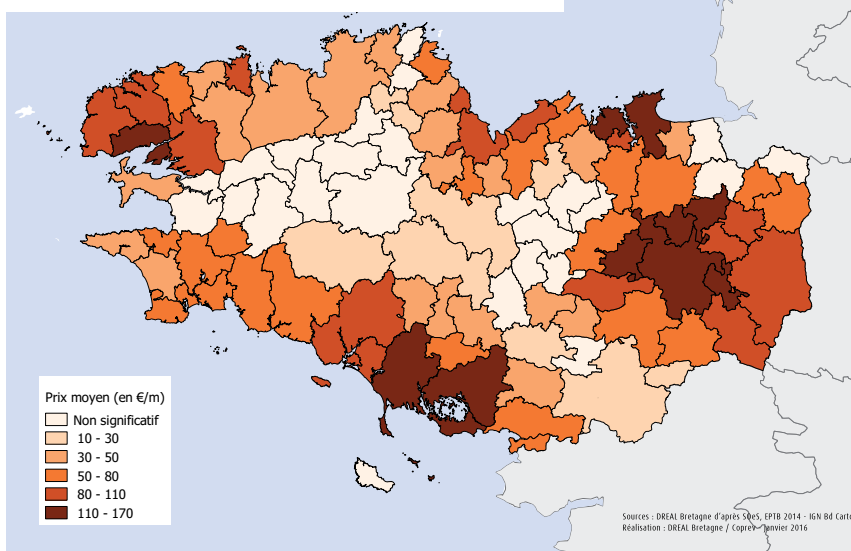 Prix moyen (en €/m)
Non significatif
10 - 30
30 - 50
50 - 80
80 - 110
110 - 170
Sources : DREAL Bretagne d'après SOeS, EPTB 2014 - IGN Bd Carto
Réalisation : DREAL Bretagne / Coprev - Janvier 2016